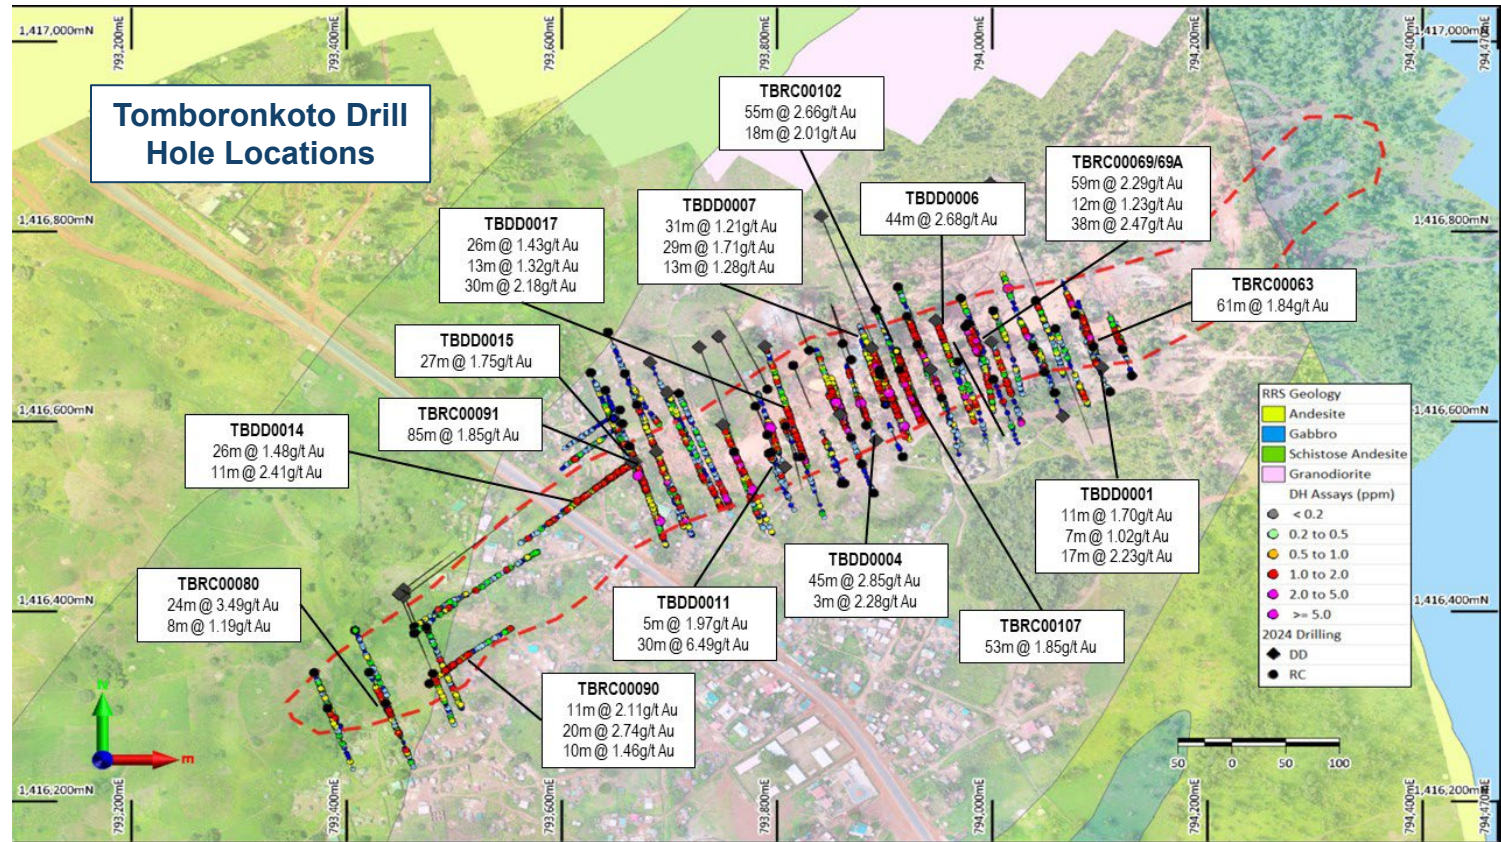 1,417,000mN
793,200mE
793,400mE
793,600mE
793,800mE
794,000mE
794,200mE
794,400mE
794,470mE
1,417,000mN
Tomboronkoto Drill
Hole Locations
TBRC00102
55m @ 2.66g/t Au
18m @ 2.01g/t Au
TBRC00069/69A
59m @ 2.29g/t Au
12m @ 1.23g/t Au
38m @ 2.47g/t Au
TBDD0006
44m @ 2.68g/t Au
TBDD0007
31m @ 1.21g/t Au
29m @ 1.71g/t Au
13m @ 1.28g/t Au
TBDD0017
26m @ 1.43g/t Au
13m @ 1.32g/t Au
30m @ 2.18g/t Au
1,416,800mN
1,416,800mN
TBRC00063
61m @ 1.84g/t Au
TBDD0015
27m @ 1.75g/t Au
TBRC00091
85m @ 1.85g/t Au
1,416,600mN
1,416,600mN
TBDD0014
26m @ 1.48g/t Au
11m @ 2.41g/t Au
RRS Geology
Andesite
Gabbro
Schistose Andesite
Granodiorite
DH Assays (ppm)
< 0.2
0.2 to 0.5
0.5 to 1.0
1.0 to 2.0
2.0 to 5.0
>= 5.0
2024 Drilling
DD
RC
TBDD0001
11m @ 1.70g/t Au
7m @ 1.02g/t Au
17m @ 2.23g/t Au
TBDD0004
45m @ 2.85g/t Au
3m @ 2.28g/t Au
TBDD0011
5m @ 1.97g/t Au
30m @ 6.49g/t Au
TBRC00107
53m @ 1.85g/t Au
1,416,400mN
1,416,400mN
TBRC00080
24m @ 3.49g/t Au
8m @ 1.19g/t Au
TBRC00090
11m @ 2.11g/t Au
20m @ 2.74g/t Au
10m @ 1.46g/t Au
N
E
50 0 50 100
1,416,200mN
793,200mE
793,400mE
793,600mE
793,800mE
794,000mE
794,200mE
794,400mE
1,416,200mN
794,470mE